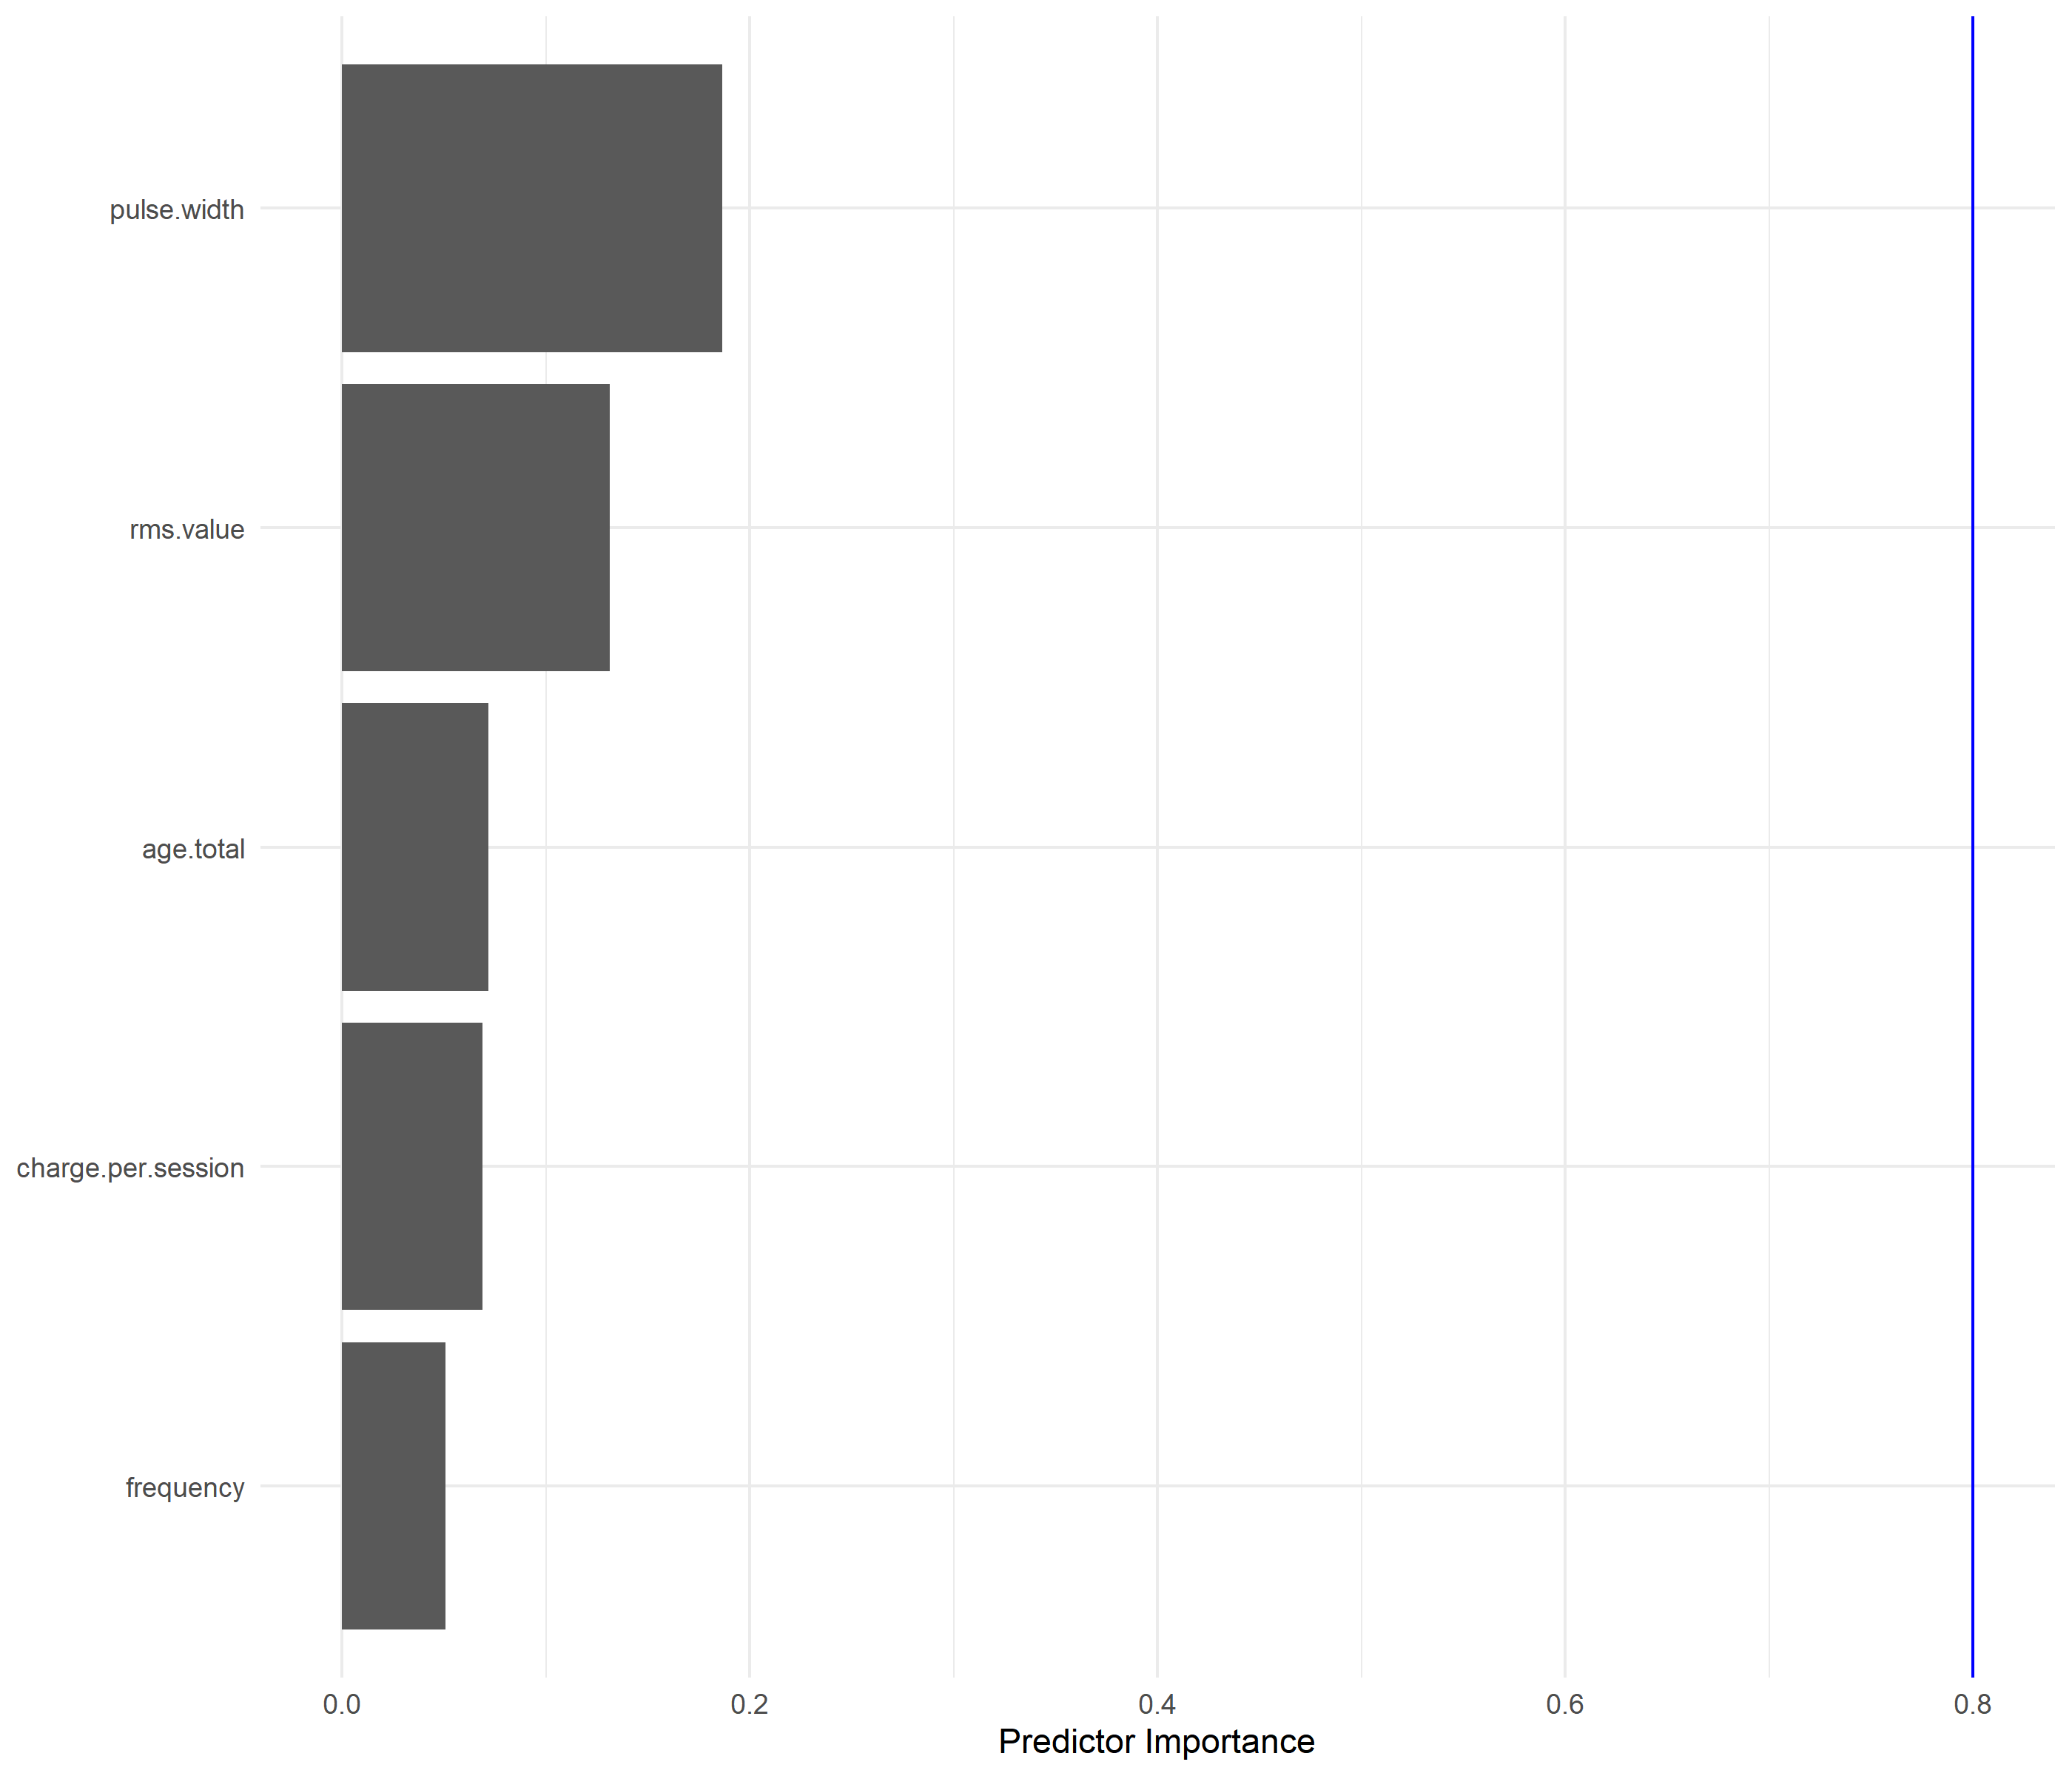 pulse.width
rms.value
age.total
charge.per.session
frequency
0.0 0.2 0.4 0.6 0.8
Predictor Importance